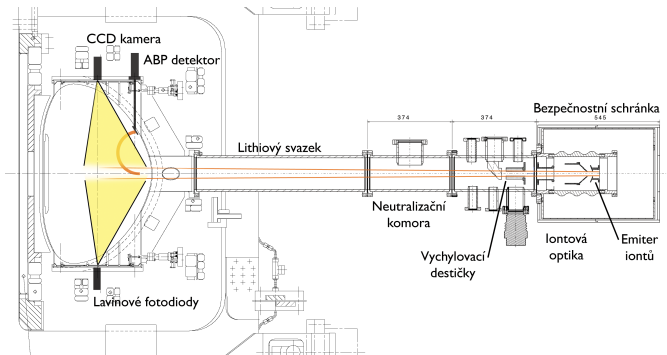 CCD kamera
ABP detektor
Bezpečnostní schránka
374
374
545
Lithiový svazek
Neutralizační
komora
Vychylovací
destičky
Iontová
optika
Emiter
iontů
Lavinové fotodiody